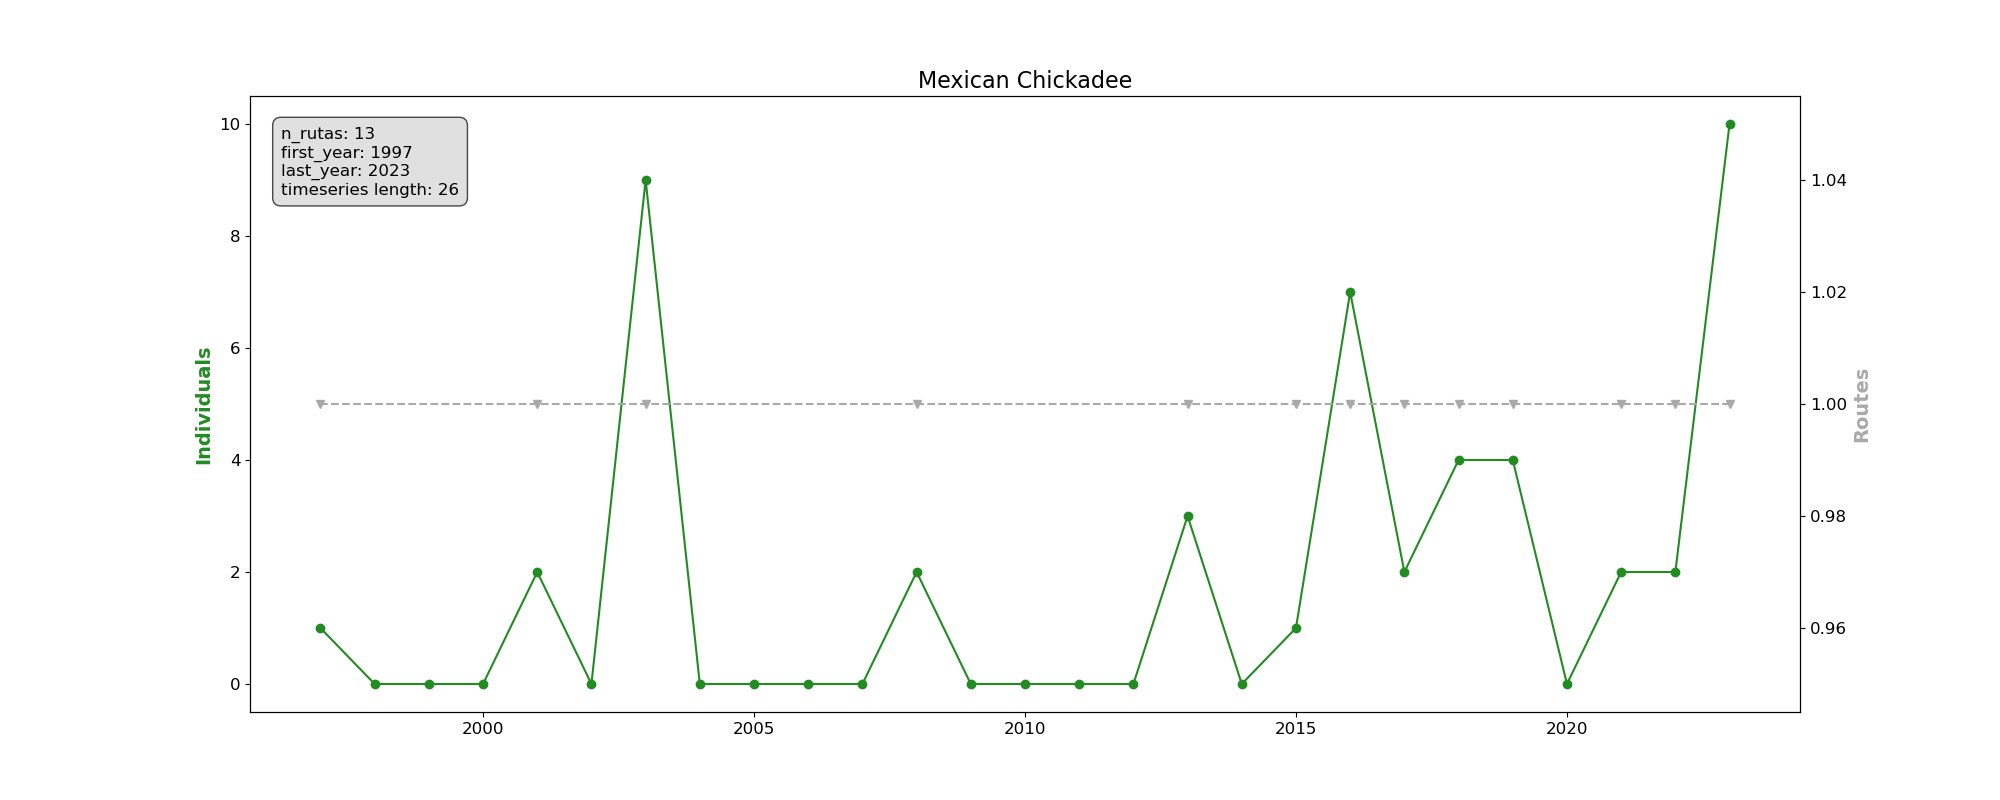 Mexican Chickadee
n_rutas: 13
first_year: 1997
last_year: 2023
timeseries length: 26
10
8
6
4
2
0
Individuals
1.04
1.02
1.00
0.98
0.96
Routes
2000
2005
2010
2015
2020